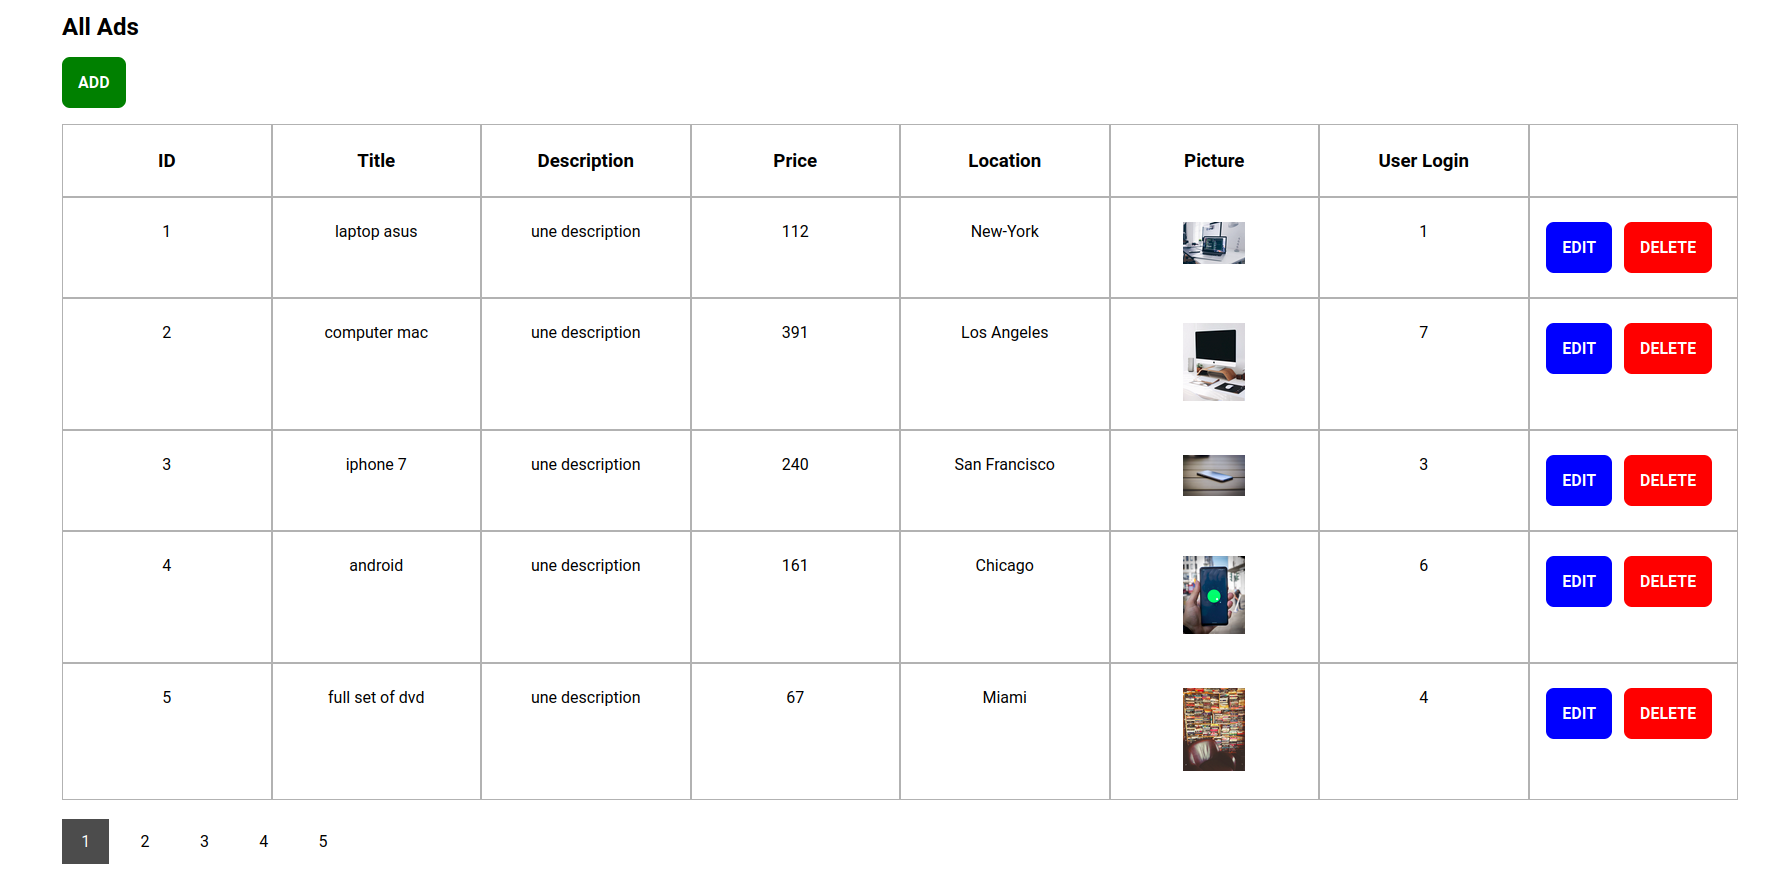 All Ads
ADD
ID Title Description Price Location Picture User Login
1 laptop asus une description 112 New-York 1 EDIT DELETE
2 computer mac une description 391 Los Angeles 7 EDIT DELETE
3 iphone 7 une description 240 San Francisco 3 EDIT DELETE
4 android une description 161 Chicago 6 EDIT DELETE
5 full set of dvd une description 67 Miami 4 EDIT DELETE
1 2 3 4 5